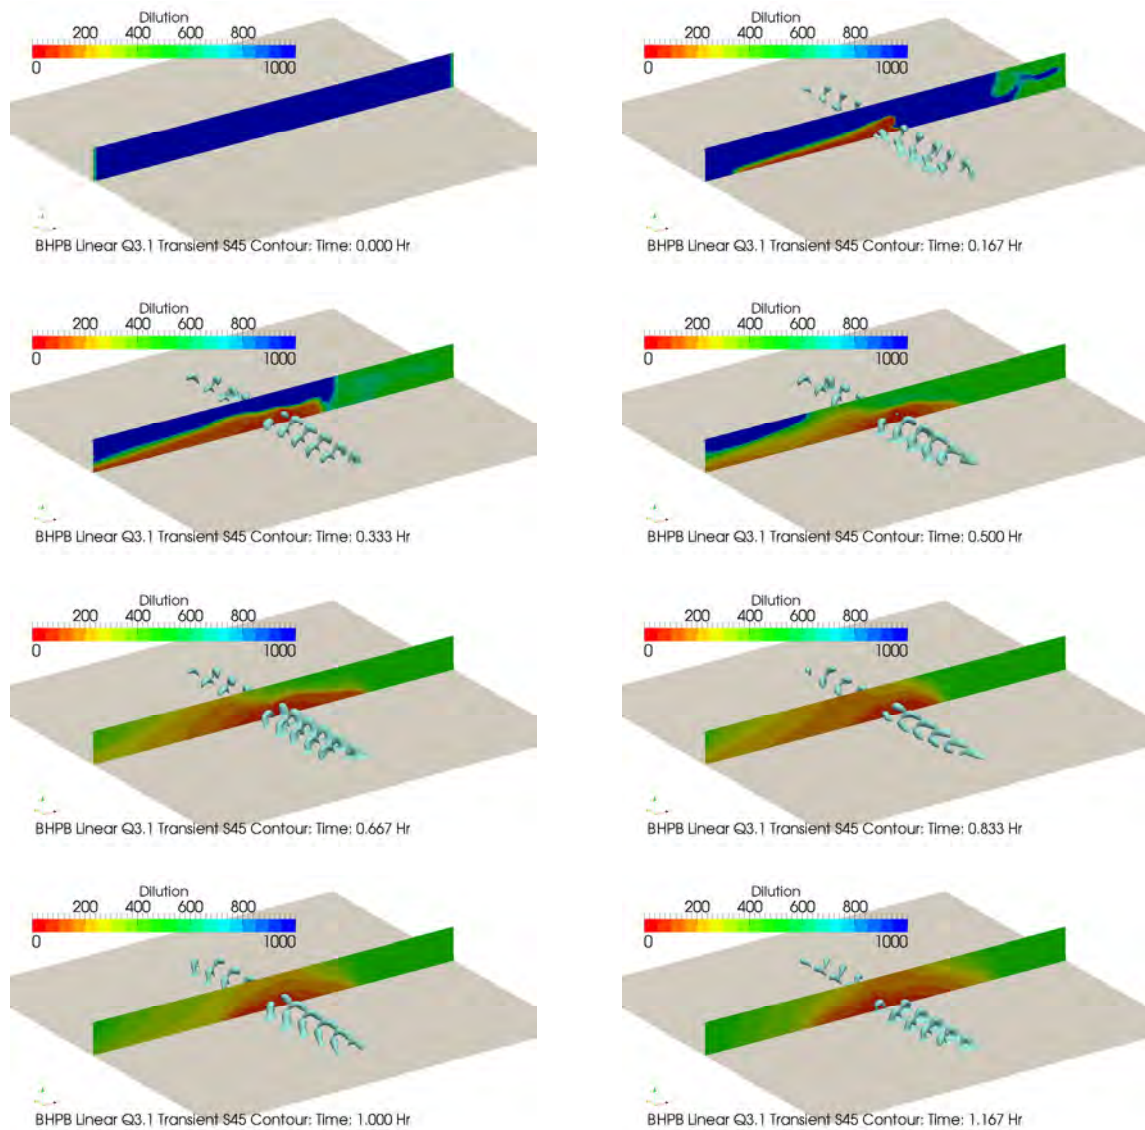 Dilution
200 400 600 800
0 1000
BHPB Linear Q3.1 Transient S45 Contour: Time: 0.000 Hr
Dilution
200 400 600 800
0 1000
BHPB Linear Q3.1 Transient S45 Contour: Time: 0.167 Hr
Dilution
200 400 600 800
0 1000
BHPB Linear Q3.1 Transient S45 Contour: Time: 0.333 Hr
Dilution
200 400 600 800
0 1000
BHPB Linear Q3.1 Transient S45 Contour: Time: 0.500 Hr
Dilution
200 400 600 800
0 1000
BHPB Linear Q3.1 Transient S45 Contour: Time: 0.667 Hr
Dilution
200 400 600 800
0 1000
BHPB Linear Q3.1 Transient S45 Contour: Time: 0.833 Hr
Dilution
200 400 600 800
0 1000
BHPB Linear Q3.1 Transient S45 Contour: Time: 1.000 Hr
Dilution
200 400 600 800
0 1000
BHPB Linear Q3.1 Transient S45 Contour: Time: 1.167 Hr